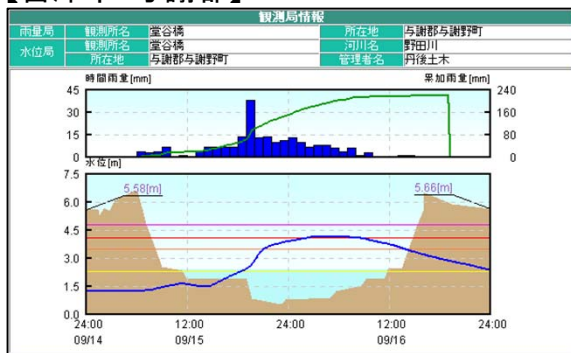 観測局情報
雨量局 観測所名 堂谷橋 所在地 与謝郡与謝野町
水位局 観測所名 堂谷橋 河川名 野田川
所在地 与謝郡与謝野町 管理者名 丹後土木
時間雨量[mm] 累加雨量[mm]
45 240
30 160
15 80
0 0
水位[m]
7.5
5.58[m] 5.66[m]
6.0
4.5
3.0
1.5
0.0
24:00 12:00 24:00 12:00 24:00
09/14 09/15 09/16